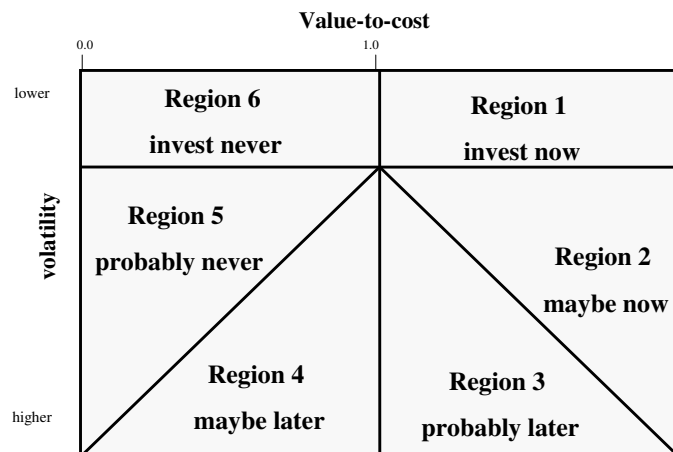 Value-to-cost
0.0
1.0
lower
Region 6
invest never
Region 1
invest now
volatility
Region 5
probably never
Region 2
maybe now
Region 4
maybe later
Region 3
probably later
higher